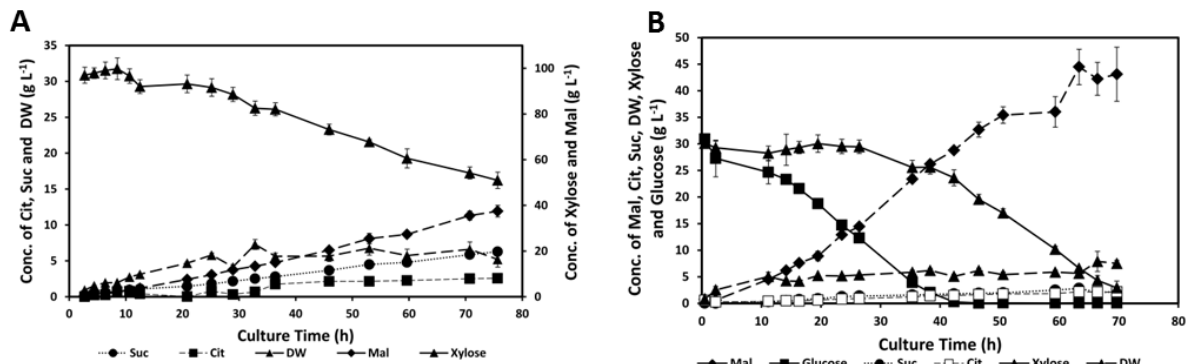 A
Conc. of Cit, Suc and DW (g L-1)
35
30
25
20
15
10
5
0
0 10 20 30 40 50 60 70 80
Culture Time (h)
100
80
60
40
20
0
Conc. of Xylose and Mal (g L-1)
Suc Cit DW Mal Xylose
B
Conc. of Mal, Cit, Suc, DW, Xylose
and Glucose (g L-1)
50
45
40
35
30
25
20
15
10
5
0
0 10 20 30 40 50 60 70 80
Culture Time (h)
Mal Glucose Suc Cit Xylose DW